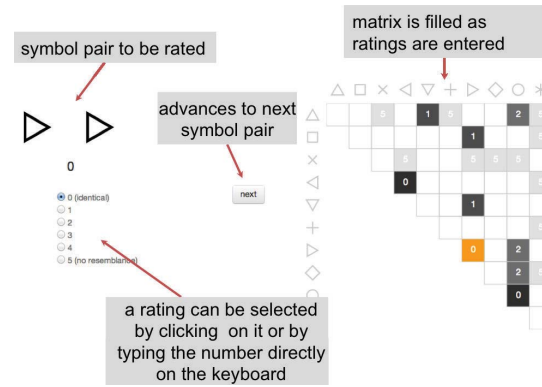 symbol pair to be rated
matrix is filled as
ratings are entered
advances to next
symbol pair
0
0 (identical)
1
2
3
4
5 (no resemblance)
next
a rating can be selected
by clicking on it or by
typing the number directly
on the keyboard
5 1 5 2 5
1
5 5 5 5
0
1
5
0 2
2 5
0